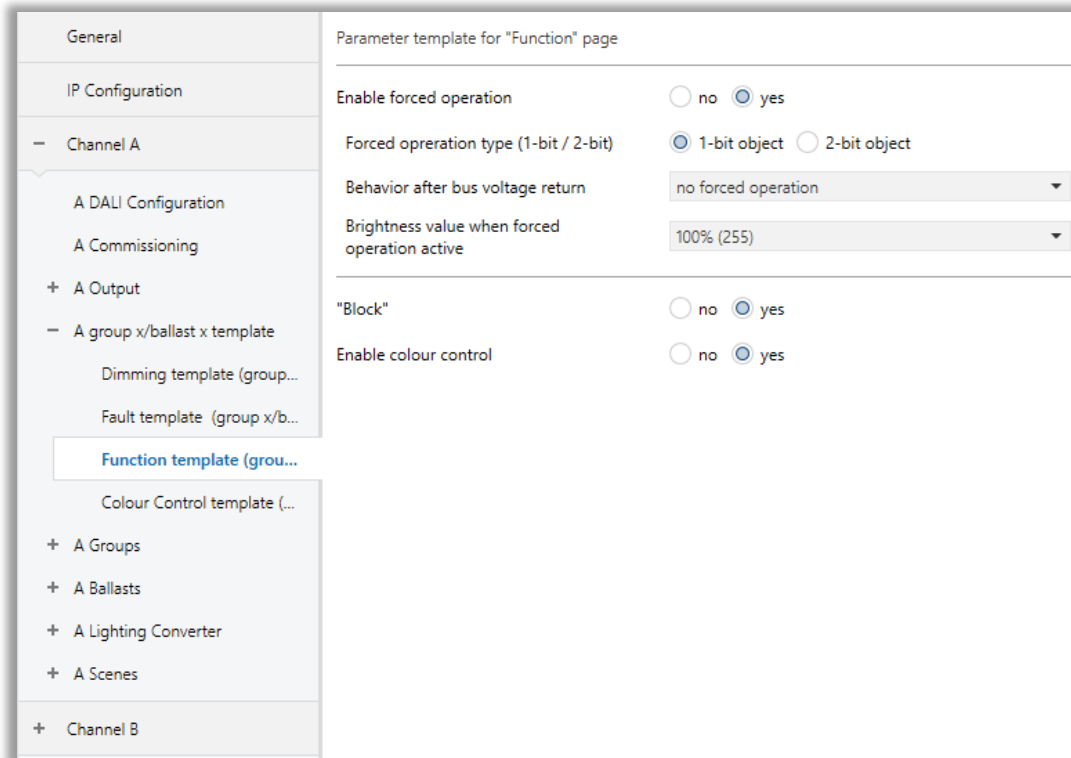 General
IP Configuration
Channel A
A DALI Configuration
A Commissioning
A Output
A group x/ballast x template
Dimming template (group...
Fault template  (group x/b...
Function template (grou...
Colour Control template (...
A Groups
A Ballasts
A Lighting Converter
A Scenes
Channel B
Parameter template for "Function" page
Enable forced operation
no yes
Forced opreration type (1-bit / 2-bit)
1-bit object 2-bit object
Behavior after bus voltage return
no forced operation
Brightness value when forced
operation active
100% (255)
"Block"
no yes
Enable colour control
no yes